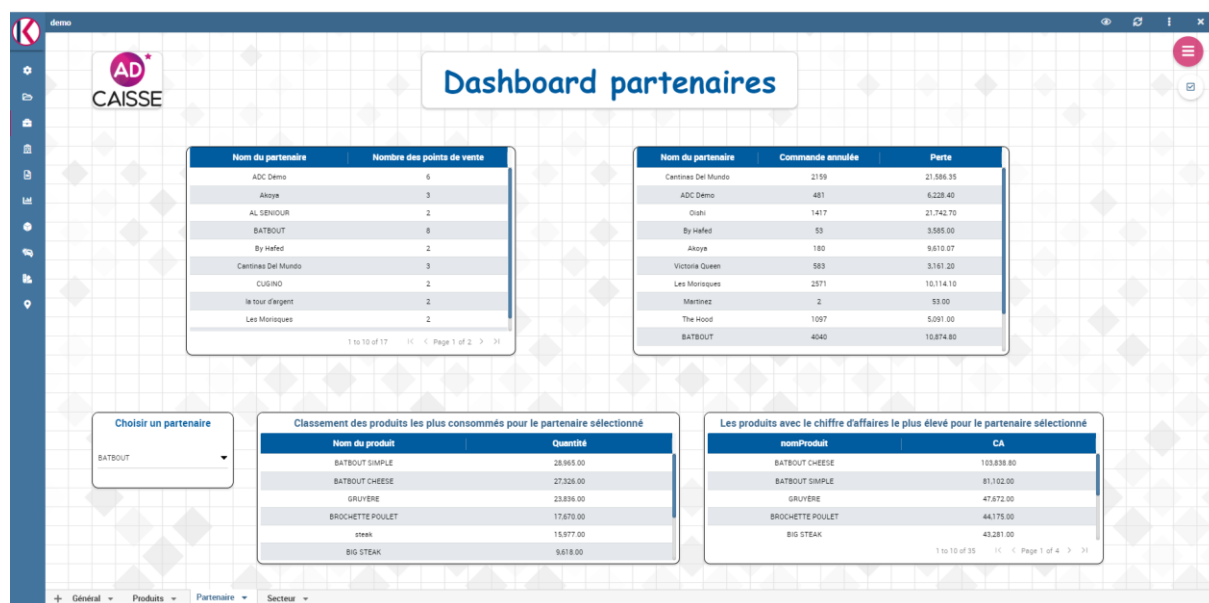 demo
AD
CAISSE
Dashboard partenaires
Nom du partenaire Nombre des points de vente
ADC Démo 6
Akoya 3
AL SENIOUR 2
BATBOUT 8
By Hafed 2
Cantinas Del Mundo 3
CUGINO 2
la tour d'argent 2
Les Morisques 2
1 to 10 of 17 Page 1 of 2
Nom du partenaire Commande annulée Perte
Cantinas Del Mundo 2159 21,586.35
ADC Démo 481 6,228.40
Oishi 1417 21,742.70
By Hafed 53 3,585.00
Akoya 180 9,610.07
Victoria Queen 583 3,161.20
Les Morisques 2571 10,114.10
Martinez 2 53.00
The Hood 1097 5,091.00
BATBOUT 4040 10,874.80
Choisir un partenaire
BATBOUT
Classement des produits les plus consommés pour le partenaire sélectionné
Nom du produit Quantité
BATBOUT SIMPLE 28,965.00
BATBOUT CHEESE 27,326.00
GRUYÈRE 23,836.00
BROCHETTE POULET 17,670.00
steak 15,977.00
BIG STEAK 9,618.00
Les produits avec le chiffre d'affaires le plus élevé pour le partenaire sélectionné
nomProduit CA
BATBOUT CHEESE 103,838.80
BATBOUT SIMPLE 81,102.00
GRUYÈRE 47,672.00
BROCHETTE POULET 44,175.00
BIG STEAK 43,281.00
1 to 10 of 35 Page 1 of 4
Général Produits Partenaire Secteur